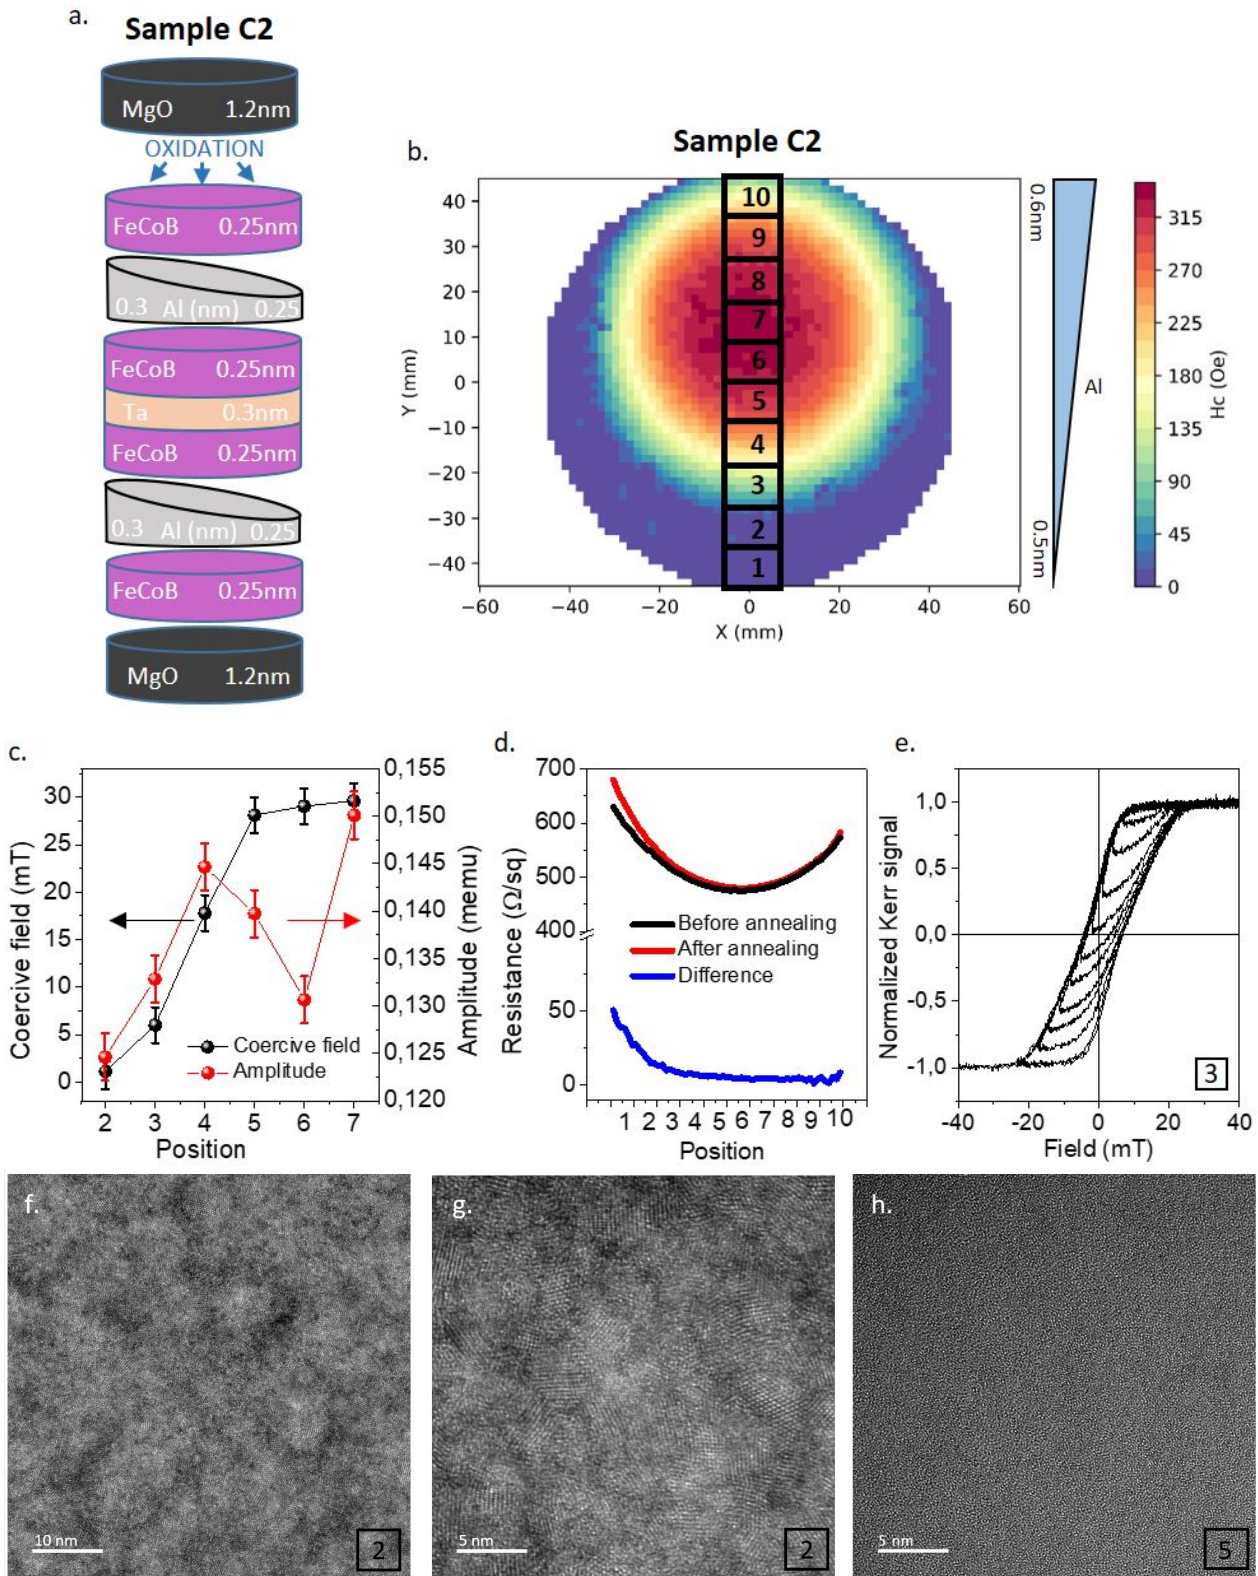 a.
Sample C2
MgO 1.2nm
OXIDATION
FeCoB 0.25nm
0.3 Al (nm) 0.25
FeCoB 0.25nm
Ta 0.3nm
FeCoB 0.25nm
0.3 Al (nm) 0.25
FeCoB 0.25nm
MgO 1.2nm
b.
Sample C2
Y (mm)
40
30
20
10
0
−10
−20
−30
−40
10
9
8
7
6
5
4
3
2
1
−60 −40 −20 0 20 40 60
X (mm)
0.6nm
Al
0.5nm
315
270
225
180
135
90
45
0
Hc (Oe)
c.
Coercive field (mT)
30
25
20
15
10
5
0
0,155
0,150
0,145
0,140
0,135
0,130
0,125
0,120
Amplitude (memu)
Coercive field
Amplitude
2 3 4 5 6 7
Position
d.
Resistance (Ω/sq)
700
600
500
400
50
0
Before annealing
After annealing
Difference
1 2 3 4 5 6 7 8 9 10
Position
e.
Normalized Kerr signal
1,0
0,5
0,0
-0,5
-1,0
3
-40 -20 0 20 40
Field (mT)
f.
10 nm
2
g.
5 nm
2
h.
5 nm
5